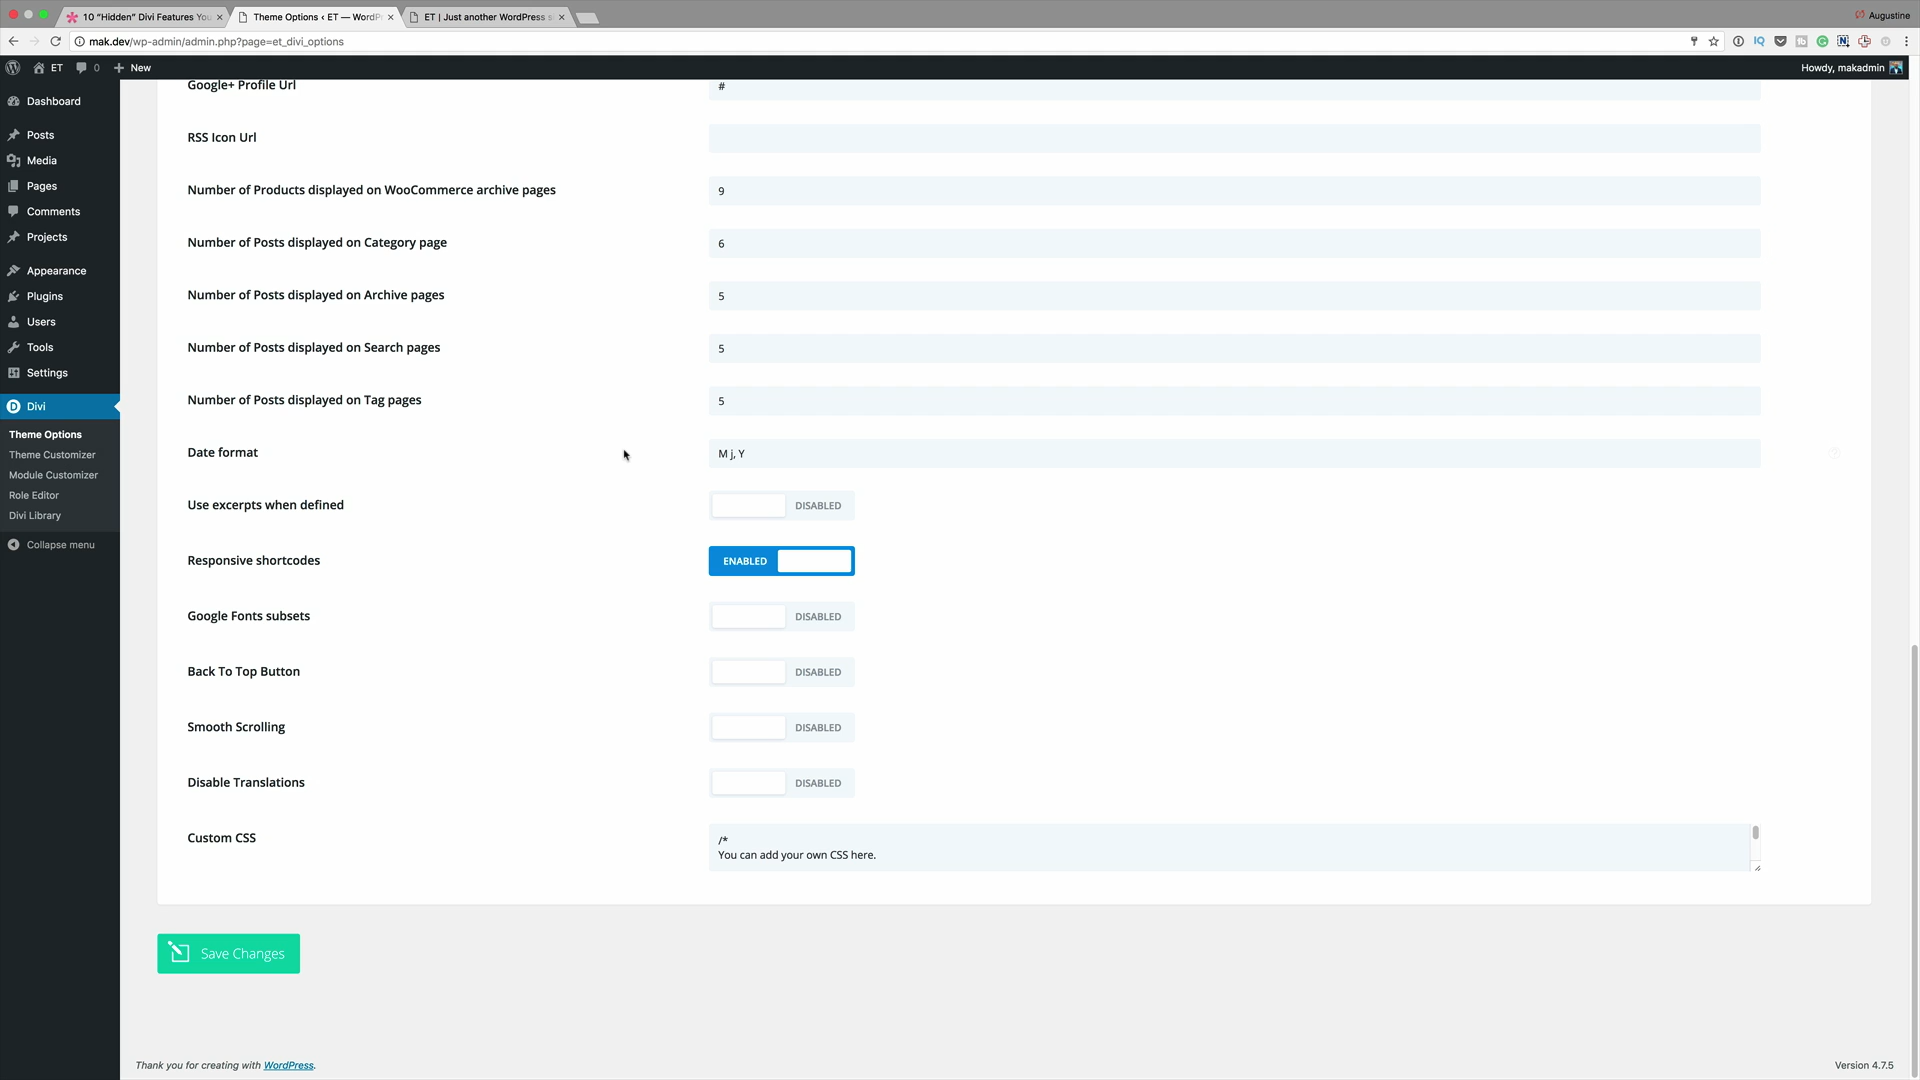 10 "Hidden" Divi Features You
Theme Options ‹ ET — WordP
ET | Just another WordPress s
Augustine
mak.dev/wp-admin/admin.php?page=et_divi_options
ET
0
New
Howdy, makadmin
Dashboard
Posts
Media
Pages
Comments
Projects
Appearance
Plugins
Users
Tools
Settings
Divi
Theme Options
Theme Customizer
Module Customizer
Role Editor
Divi Library
Collapse menu
Google+ Profile Url
#
RSS Icon Url
Number of Products displayed on WooCommerce archive pages
9
Number of Posts displayed on Category page
6
Number of Posts displayed on Archive pages
5
Number of Posts displayed on Search pages
5
Number of Posts displayed on Tag pages
5
Date format
M j, Y
Use excerpts when defined
DISABLED
Responsive shortcodes
ENABLED
Google Fonts subsets
DISABLED
Back To Top Button
DISABLED
Smooth Scrolling
DISABLED
Disable Translations
DISABLED
Custom CSS
/*
You can add your own CSS here.
Save Changes
Thank you for creating with WordPress.
Version 4.7.5